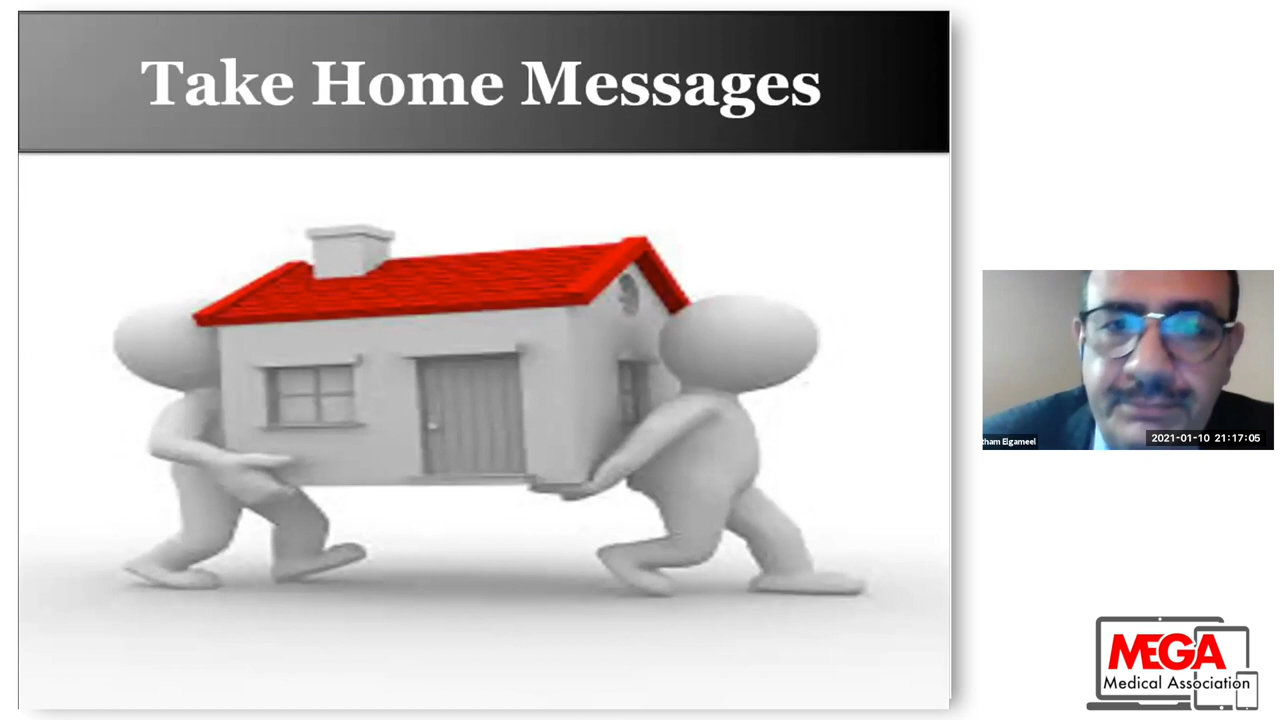 Take Home Messages
tham Elgameel
2021-01-10 21:17:05
MEGA
Medical Association